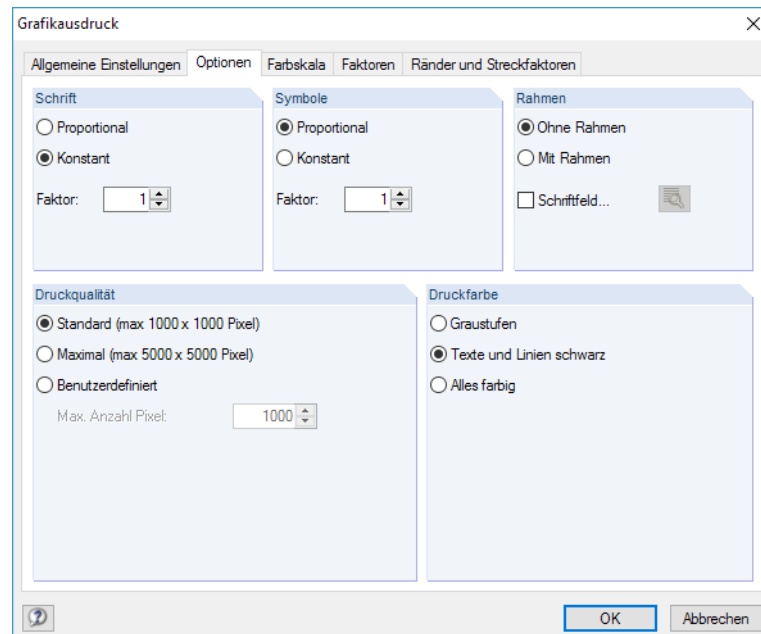 Grafikausdruck
Allgemeine Einstellungen Optionen Farbskala Faktoren Ränder und Streckfaktoren
Schrift
Proportional
Konstant
Faktor: 1
Symbole
Proportional
Konstant
Faktor: 1
Rahmen
Ohne Rahmen
Mit Rahmen
Schriftfeld...
Druckqualität
Standard (max 1000 x 1000 Pixel)
Maximal (max 5000 x 5000 Pixel)
Benutzerdefiniert
Max. Anzahl Pixel: 1000
Druckfarbe
Graustufen
Texte und Linien schwarz
Alles farbig
OK Abbrechen